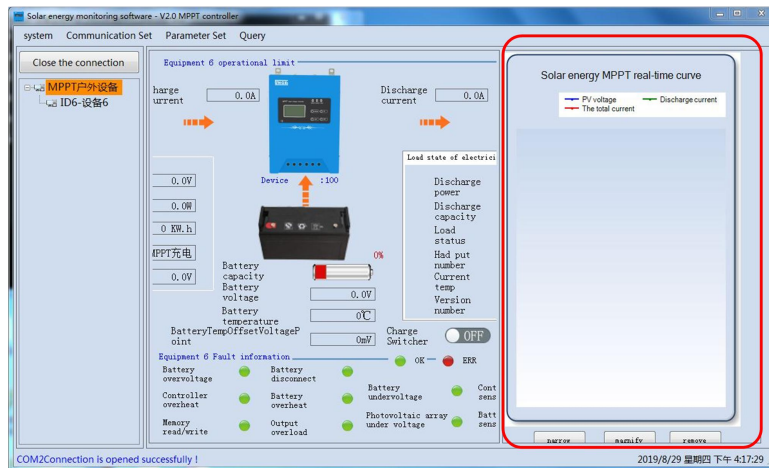 Solar energy monitoring software - V2.0 MPPT controller
system Communication Set Parameter Set Query
Close the connection
MPPT户外设备
ID6-设备6
Equipment 6 operational limit
harge
urrent
0.0A
Discharge
current
0.0A
Device :100
0.0V
0.0W
0 KW.h
MPPT充电
0.0V
Load state of electrici
Discharge
power
Discharge
capacity
Load
status
Had put
number
Current
temp
Version
number
0%
Battery
capacity
Battery
voltage
0.0V
Battery
temperature
0℃
BatteryTempOffsetVoltageP
oint
0mV
Charge
Switcher
OFF
Equipment 6 Fault information
OK
ERR
Battery
overvoltage
Battery
disconnect
Battery
undervoltage
Cont
sens
Controller
overheat
Battery
overheat
Photovoltaic array
under voltage
Batt
sens
Memory
read/write
Output
overload
Solar energy MPPT real-time curve
PV voltage
Discharge current
The total current
narrow
magnify
remove
COM2Connection is opened successfully !
2019/8/29 星期四 下午 4:17:29